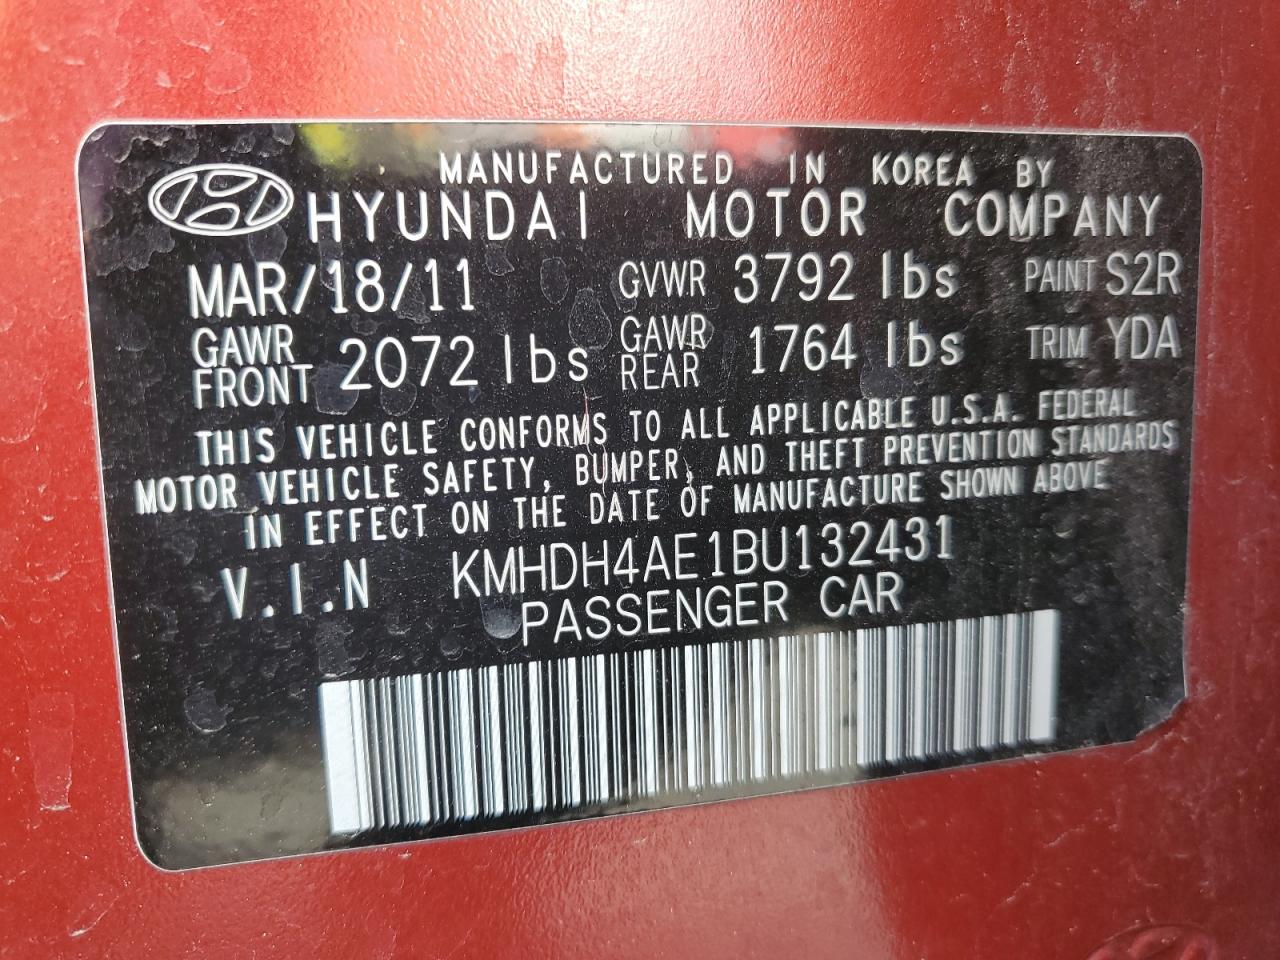 MANUFACTURED IN KOREA BY
HYUNDAI MOTOR COMPANY
MAR/18/11 GVWR 3792 lbs PAINT S2R
GAWR FRONT 2072 lbs GAWR REAR 1764 lbs TRIM YDA
THIS VEHICLE CONFORMS TO ALL APPLICABLE U.S.A. FEDERAL
MOTOR VEHICLE SAFETY, BUMPER, AND THEFT PREVENTION STANDARDS
IN EFFECT ON THE DATE OF MANUFACTURE SHOWN ABOVE
V.I.N KMHDH4AE1BU132431
PASSENGER CAR